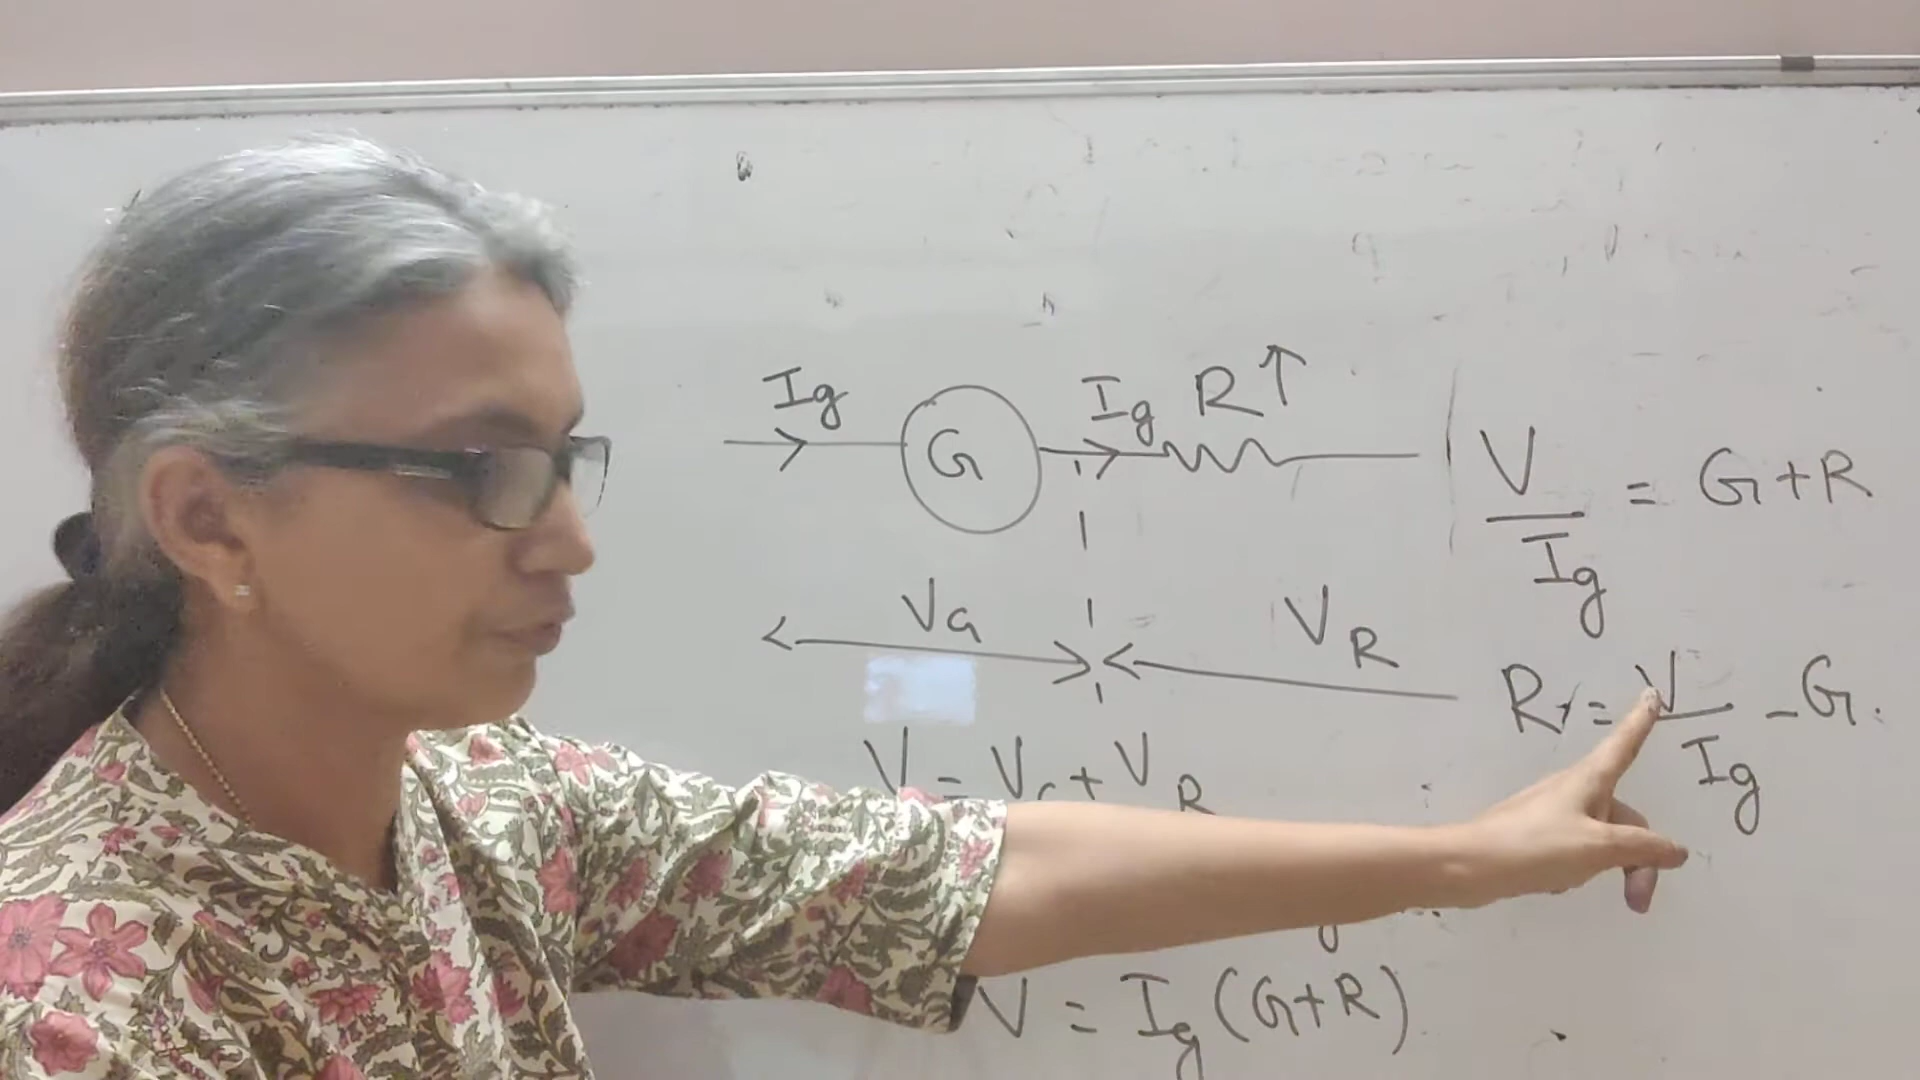 Ig G Ig R↑
VG VR
V = VG + VR
V = Ig (G+R)
V/Ig = G+R
R = V/Ig - G.